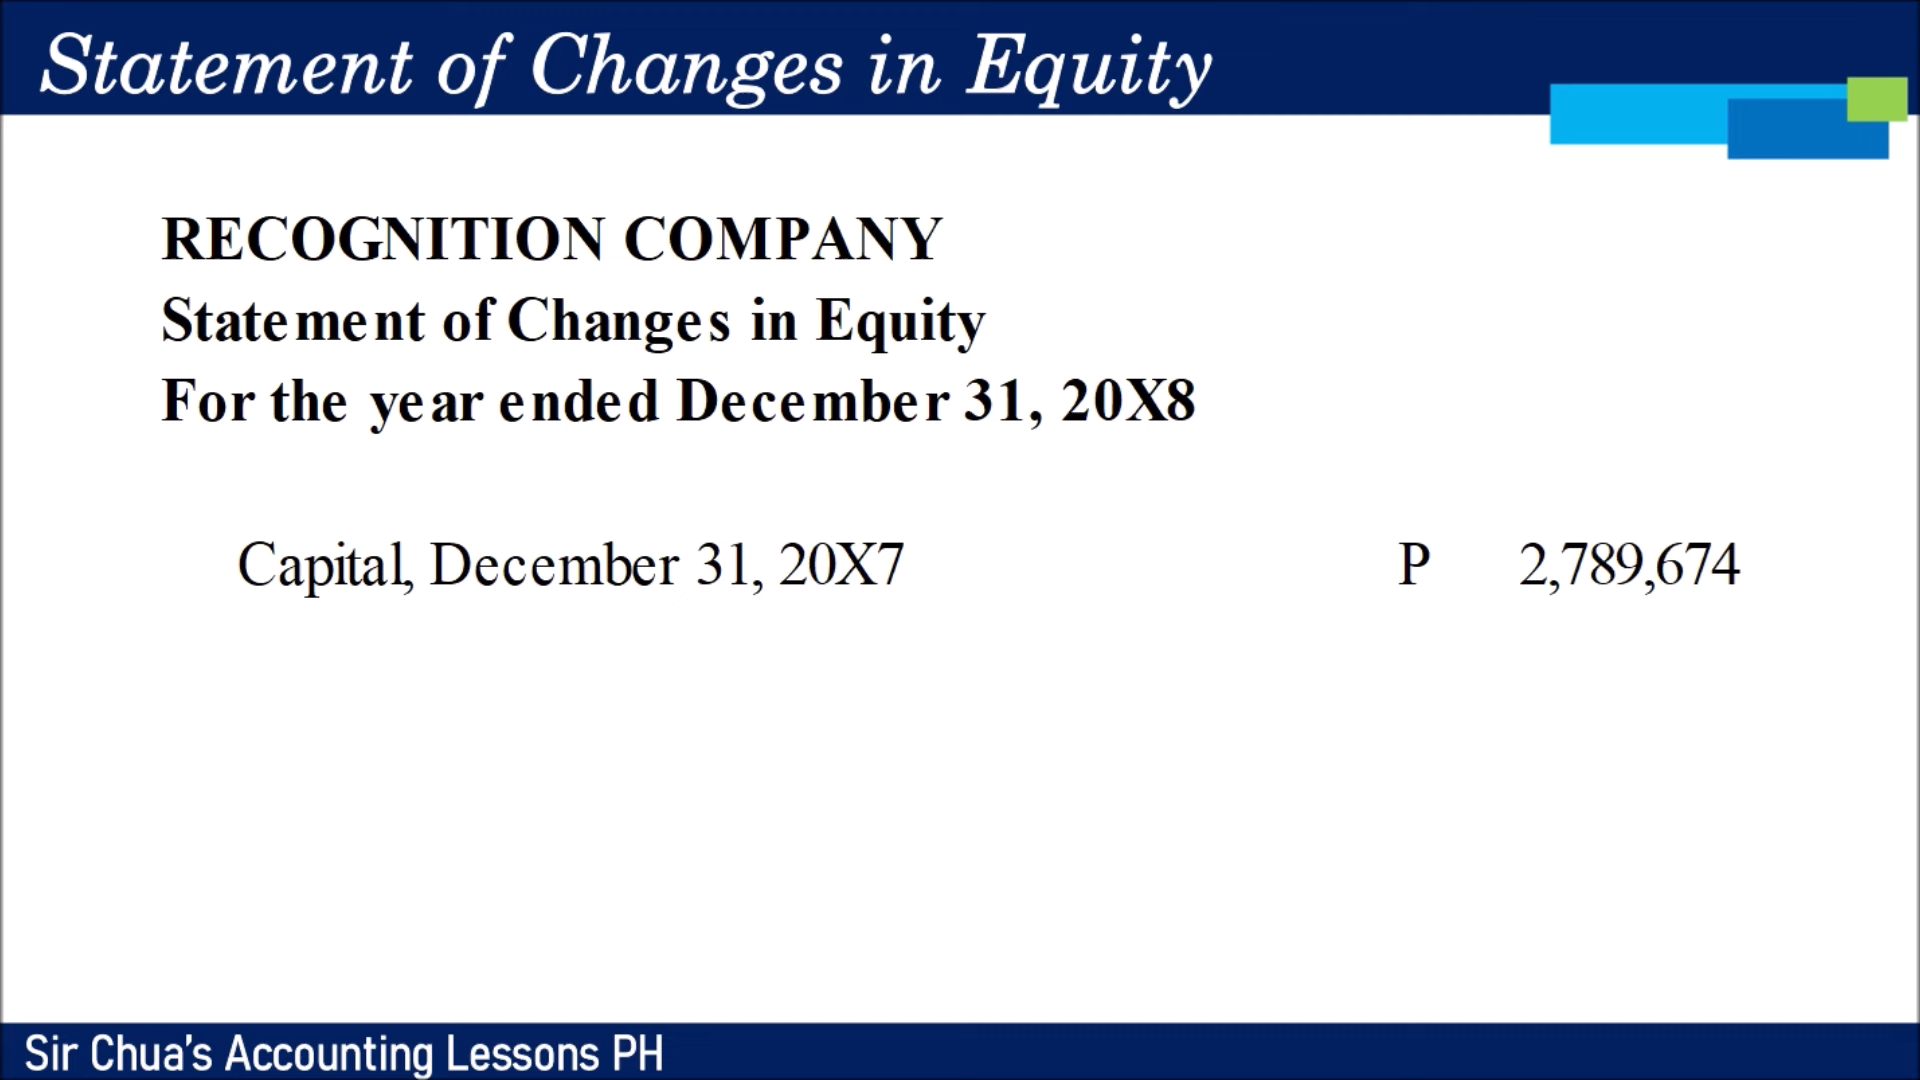 Statement of Changes in Equity
RECOGNITION COMPANY
Statement of Changes in Equity
For the year ended December 31, 20X8
Capital, December 31, 20X7 P 2,789,674
Sir Chua's Accounting Lessons PH